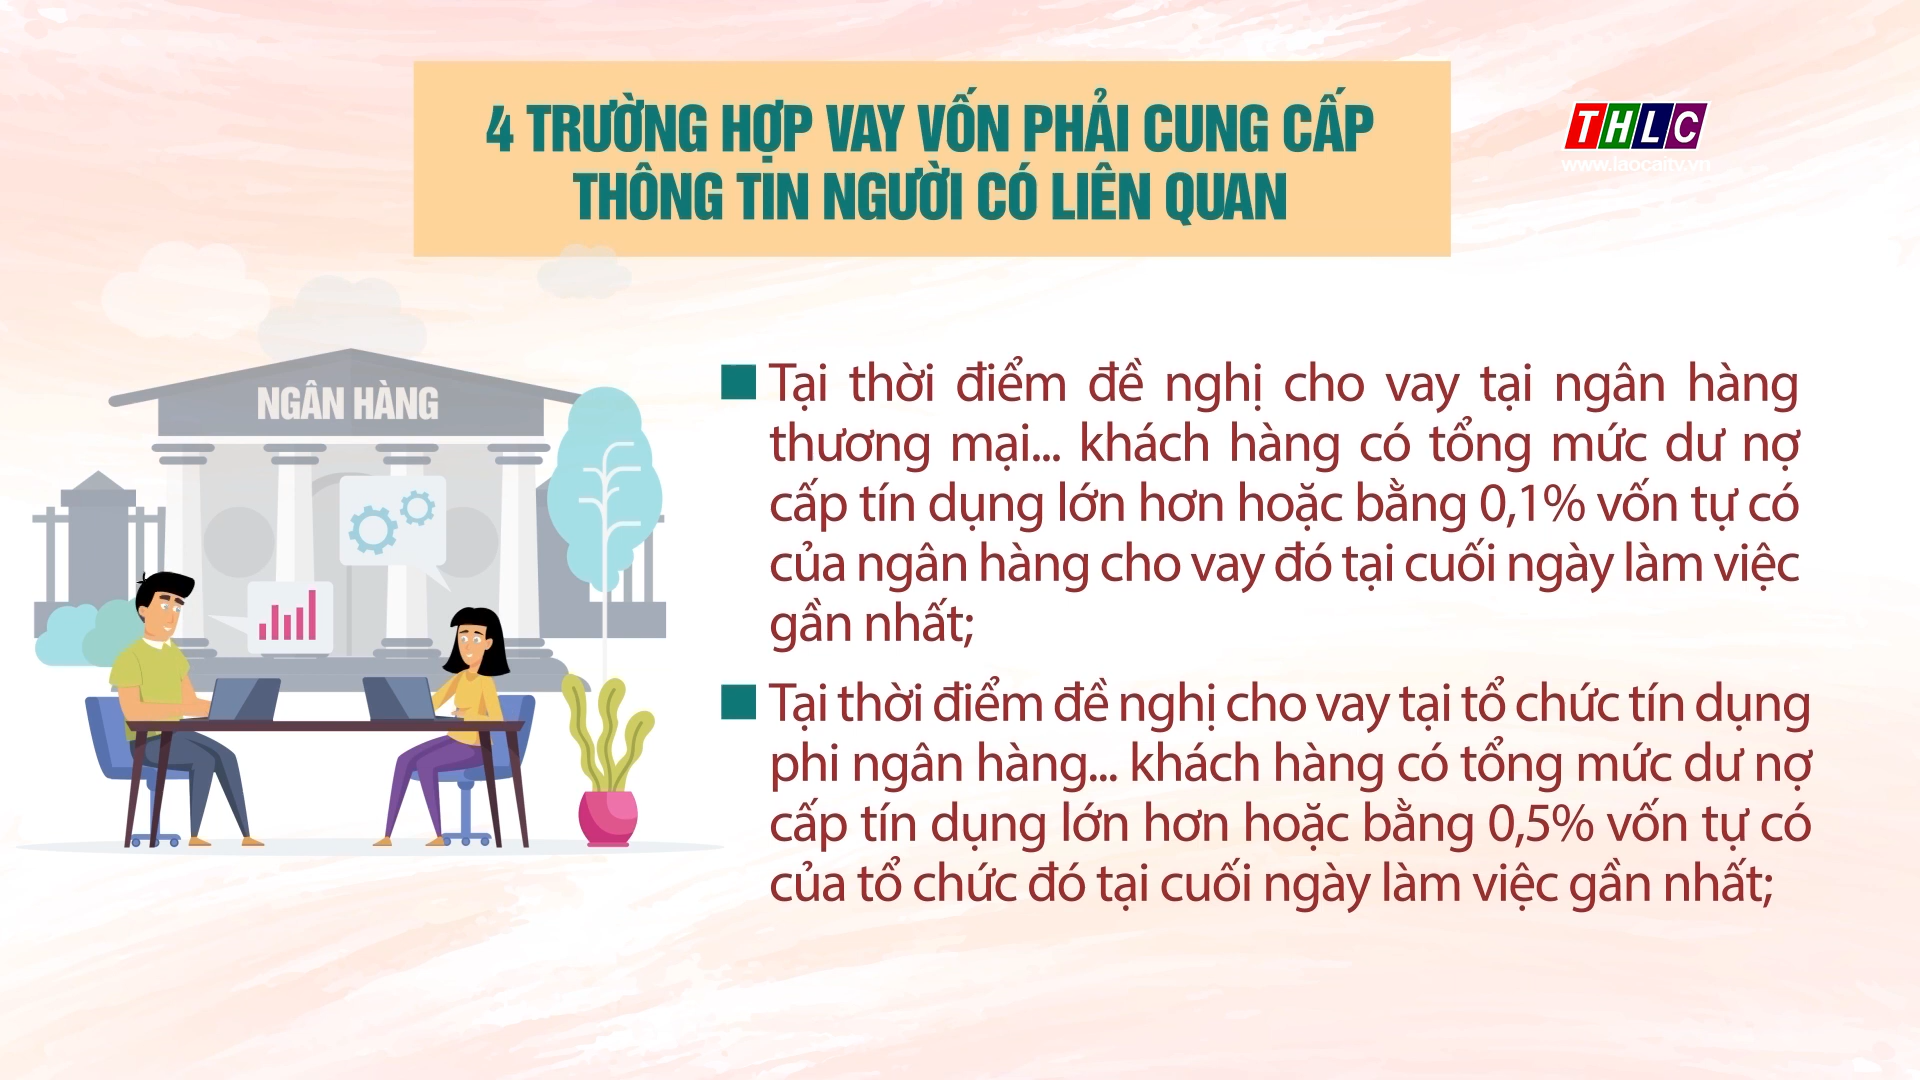 4 TRƯỜNG HỢP VAY VỐN PHẢI CUNG CẤP
THÔNG TIN NGƯỜI CÓ LIÊN QUAN
THLC
www.laocaitv.vn
NGÂN HÀNG
Tại thời điểm đề nghị cho vay tại ngân hàng
thương mại... khách hàng có tổng mức dư nợ
cấp tín dụng lớn hơn hoặc bằng 0,1% vốn tự có
của ngân hàng cho vay đó tại cuối ngày làm việc
gần nhất;
Tại thời điểm đề nghị cho vay tại tổ chức tín dụng
phi ngân hàng... khách hàng có tổng mức dư nợ
cấp tín dụng lớn hơn hoặc bằng 0,5% vốn tự có
của tổ chức đó tại cuối ngày làm việc gần nhất;